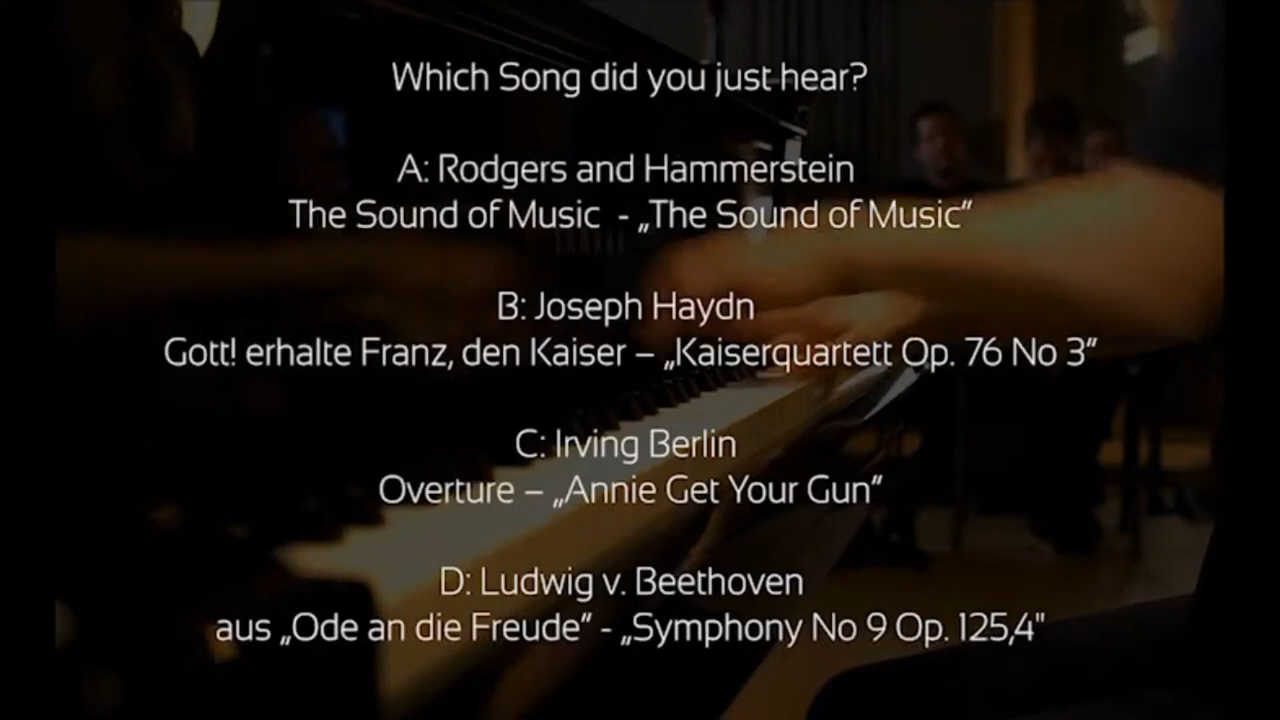 Which Song did you just hear?
A: Rodgers and Hammerstein
The Sound of Music - „The Sound of Music”
B: Joseph Haydn
Gott! erhalte Franz, den Kaiser – „Kaiserquartett Op. 76 No 3”
C: Irving Berlin
Overture – „Annie Get Your Gun”
D: Ludwig v. Beethoven
aus „Ode an die Freude” - „Symphony No 9 Op. 125,4"